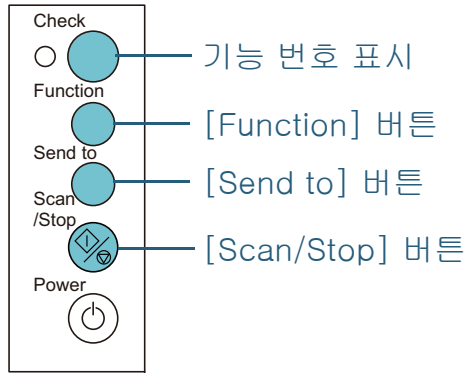 Check
기능 번호 표시
Function
[Function] 버튼
Send to
[Send to] 버튼
Scan
/Stop
[Scan/Stop] 버튼
Power